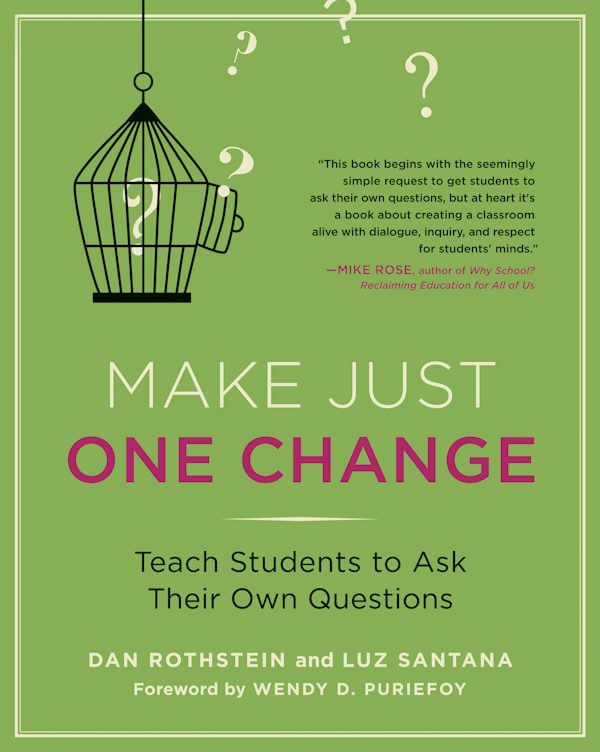 ?
?
?
?
?
“This book begins with the seemingly
simple request to get students to
ask their own questions, but at heart it's
a book about creating a classroom
alive with dialogue, inquiry, and respect
for students' minds.”
—MIKE ROSE, author of Why School?
Reclaiming Education for All of Us
MAKE JUST
ONE CHANGE
Teach Students to Ask
Their Own Questions
DAN ROTHSTEIN and LUZ SANTANA
Foreword by WENDY D. PURIEFOY